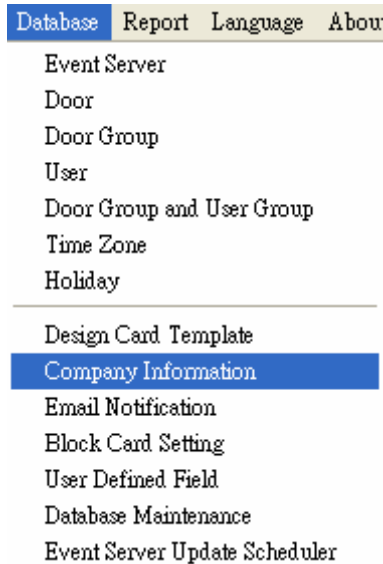 Database Report Language Abou
Event Server
Door
Door Group
User
Door Group and User Group
Time Zone
Holiday
Design Card Template
Company Information
Email Notification
Block Card Setting
User Defined Field
Database Maintenance
Event Server Update Scheduler